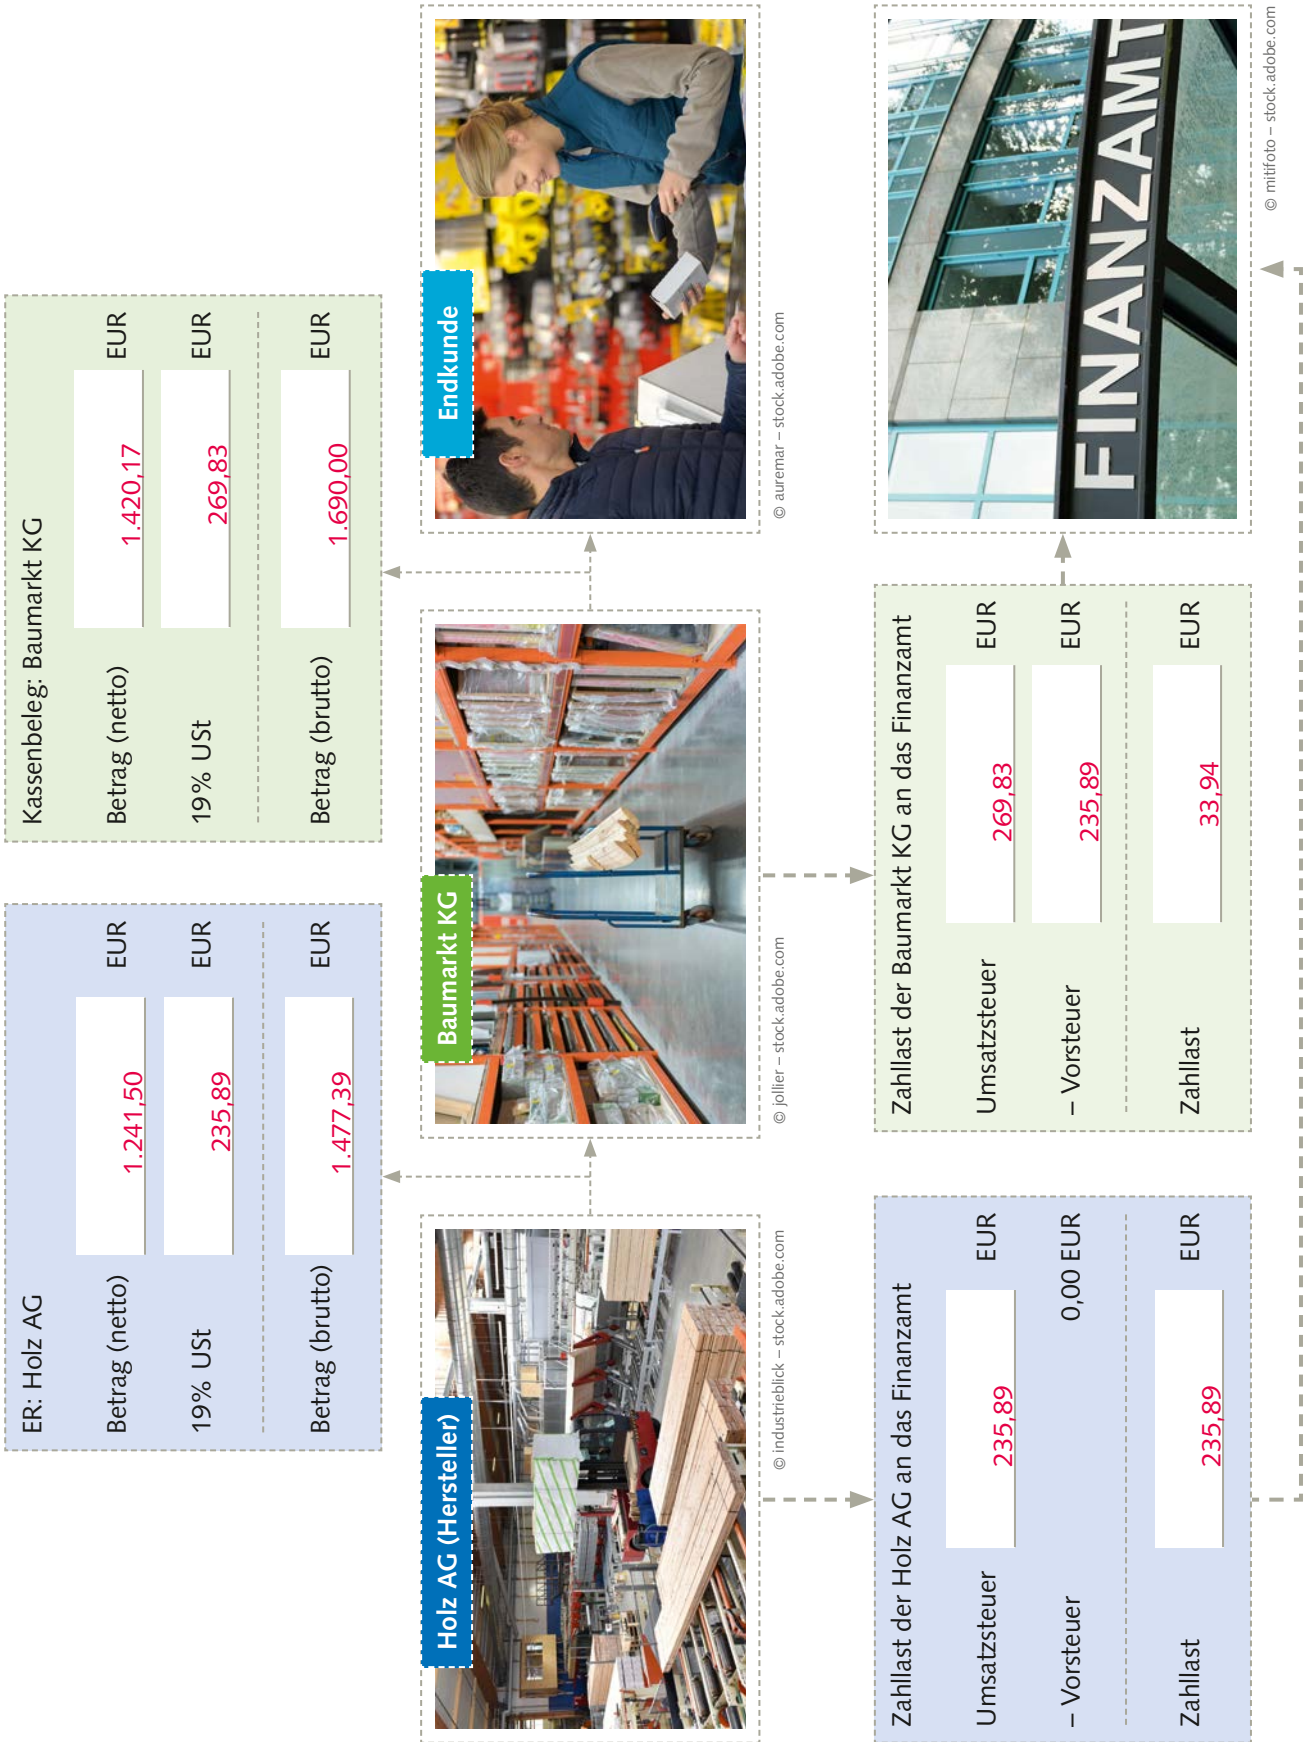 ER: Holz AG
Betrag (netto) 1.241,50 EUR
19% USt 235,89 EUR
Betrag (brutto) 1.477,39 EUR
Kassenbeleg: Baumarkt KG
Betrag (netto) 1.420,17 EUR
19% USt 269,83 EUR
Betrag (brutto) 1.690,00 EUR
Holz AG (Hersteller)
© industrieblick – stock.adobe.com
Baumarkt KG
© jollier – stock.adobe.com
Endkunde
© auremar – stock.adobe.com
Zahllast der Holz AG an das Finanzamt
Umsatzsteuer 235,89 EUR
– Vorsteuer 0,00 EUR
Zahllast 235,89 EUR
Zahllast der Baumarkt KG an das Finanzamt
Umsatzsteuer 269,83 EUR
– Vorsteuer 235,89 EUR
Zahllast 33,94 EUR
FINANZAMT
© mitifoto – stock.adobe.com